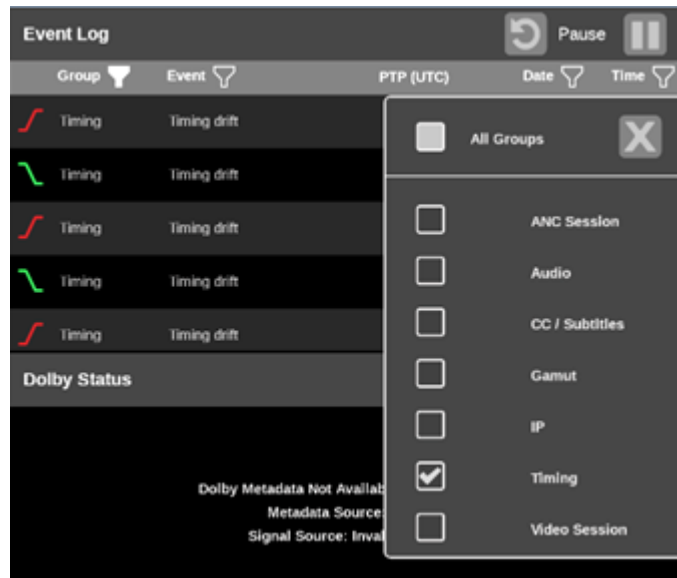 Event Log Pause
Group Event PTP (UTC) Date Time
Timing Timing drift
All Groups
Timing Timing drift
ANC Session
Timing Timing drift
Audio
Timing Timing drift
CC / Subtitles
Timing Timing drift
Dolby Status
Gamut
IP
Timing
Dolby Metadata Not Availab
Metadata Source:
Video Session
Signal Source: Inval